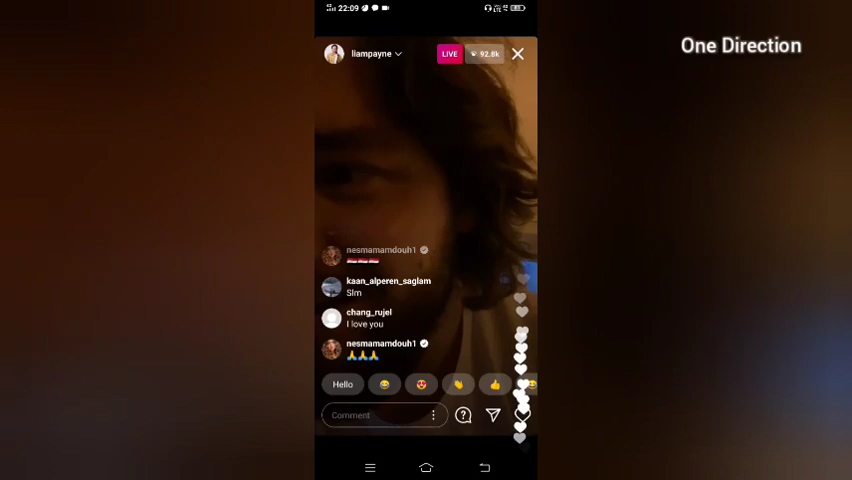 22:09
One Direction
liampayne
LIVE
92.8k
nesmamamdouh1
kaan_alperen_saglam
Slm
chang_rujel
I love you
nesmamamdouh1
Hello
Comment